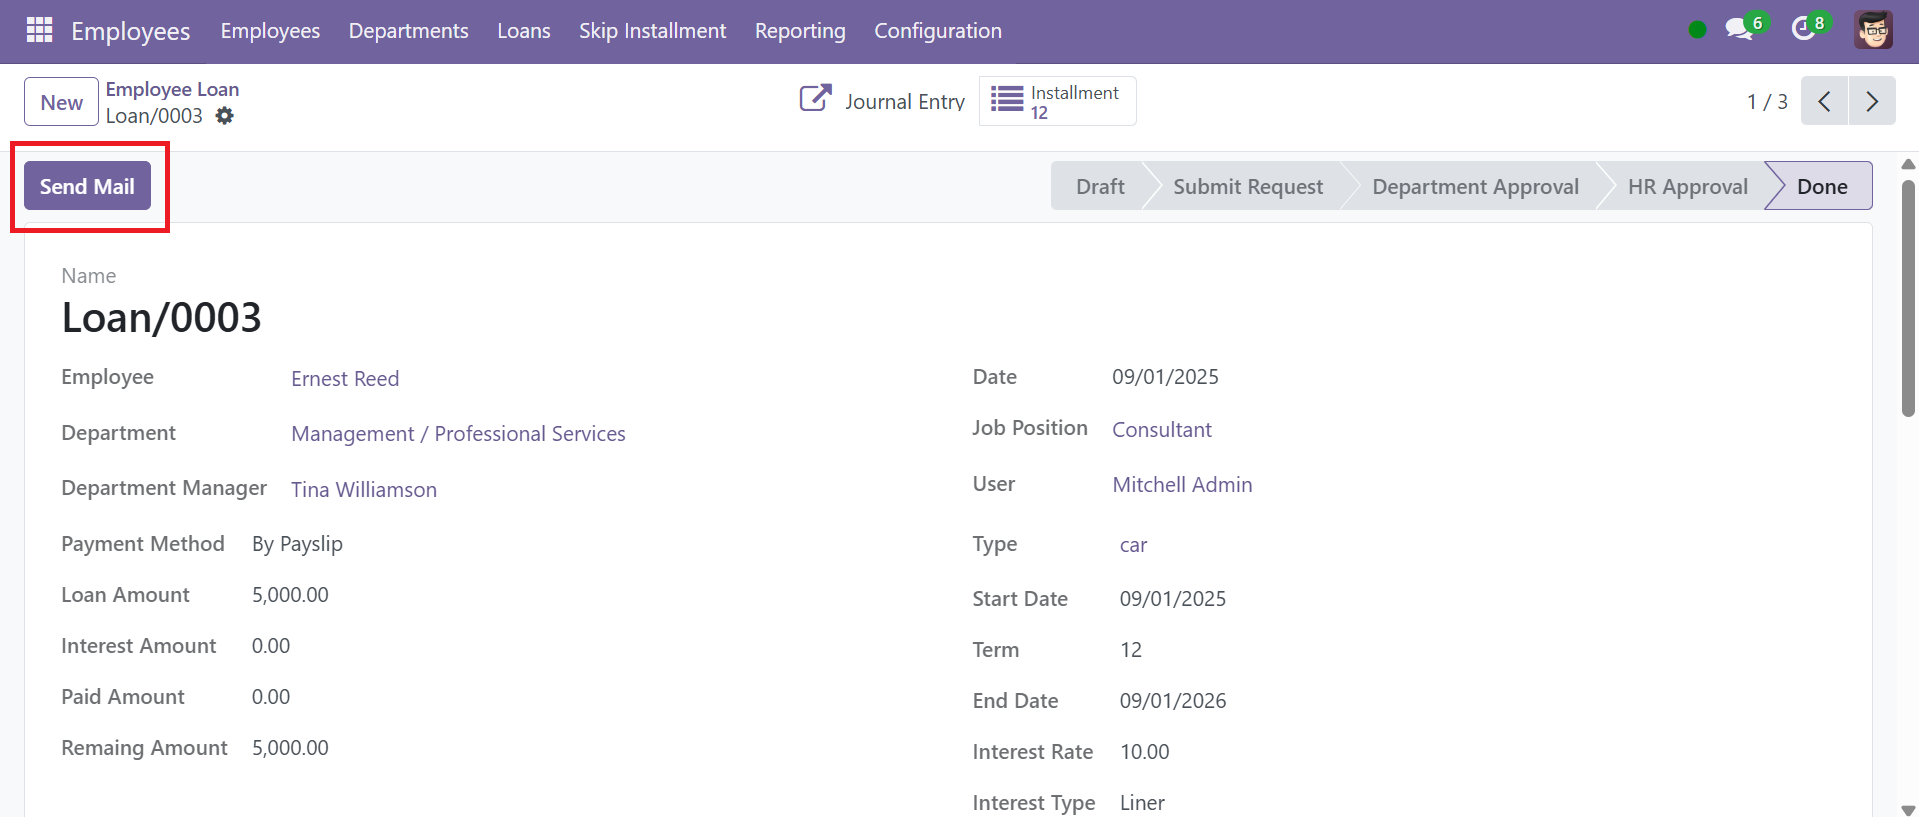 Employees Employees Departments Loans Skip Installment Reporting Configuration 6 8
New Employee Loan
Loan/0003
Journal Entry
Installment
12
1 / 3
Send Mail
Draft Submit Request Department Approval HR Approval Done
Name
Loan/0003
Employee Ernest Reed
Department Management / Professional Services
Department Manager Tina Williamson
Payment Method By Payslip
Loan Amount 5,000.00
Interest Amount 0.00
Paid Amount 0.00
Remaing Amount 5,000.00
Date 09/01/2025
Job Position Consultant
User Mitchell Admin
Type car
Start Date 09/01/2025
Term 12
End Date 09/01/2026
Interest Rate 10.00
Interest Type Liner